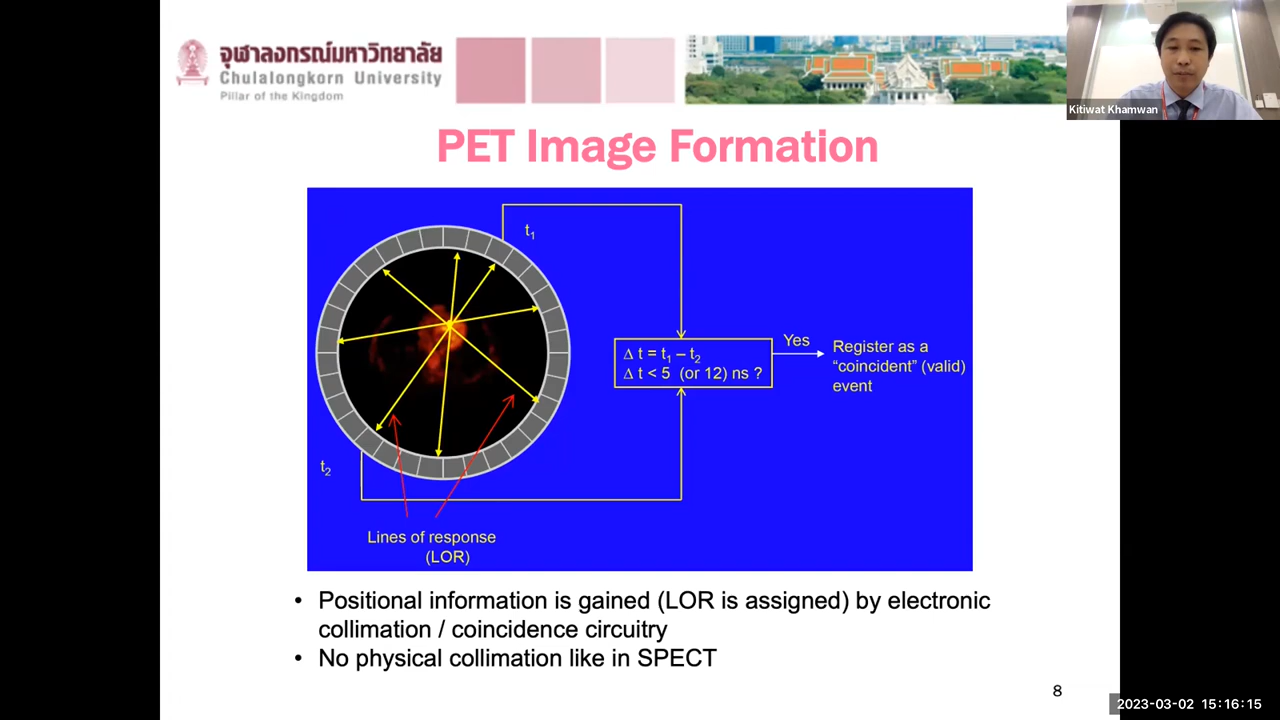 จุฬาลงกรณ์มหาวิทยาลัย
Chulalongkorn University
Pillar of the Kingdom
Kitiwat Khamwan
PET Image Formation
t1
Δ t = t1 – t2
Δ t < 5 (or 12) ns ?
Yes
Register as a
“coincident” (valid)
event
t2
Lines of response
(LOR)
• Positional information is gained (LOR is assigned) by electronic
collimation / coincidence circuitry
• No physical collimation like in SPECT
8
2023-03-02 15:16:15